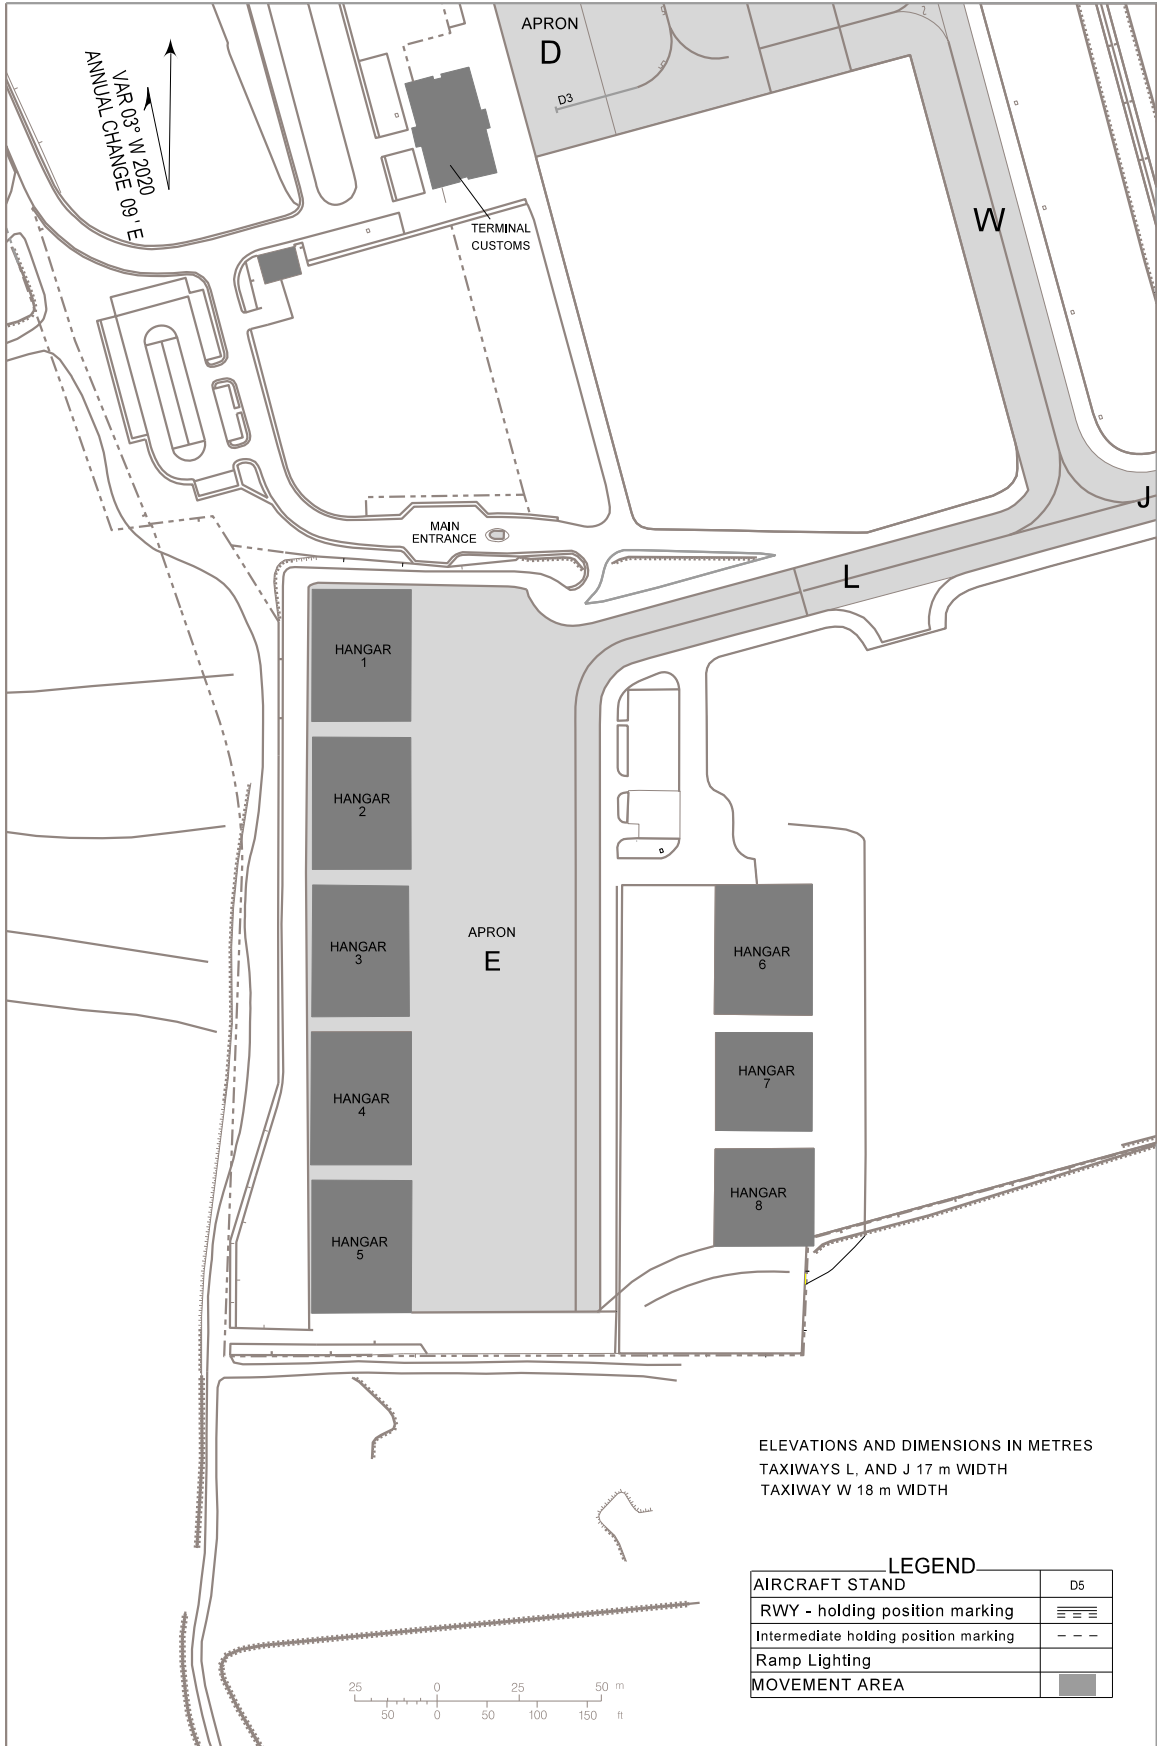 APRON
D
D3
VAR 03° W 2020
ANNUAL CHANGE 09 ' E
W
TERMINAL
CUSTOMS
J
MAIN
ENTRANCE
L
HANGAR
1
HANGAR
2
HANGAR
3
HANGAR
4
HANGAR
5
APRON
E
HANGAR
6
HANGAR
7
HANGAR
8
ELEVATIONS AND DIMENSIONS IN METRES
TAXIWAYS L, AND J 17 m WIDTH
TAXIWAY W 18 m WIDTH
LEGEND
AIRCRAFT STAND D5
RWY - holding position marking
Intermediate holding position marking
Ramp Lighting
MOVEMENT AREA
25 0 25 50 m
50 0 50 100 150 ft